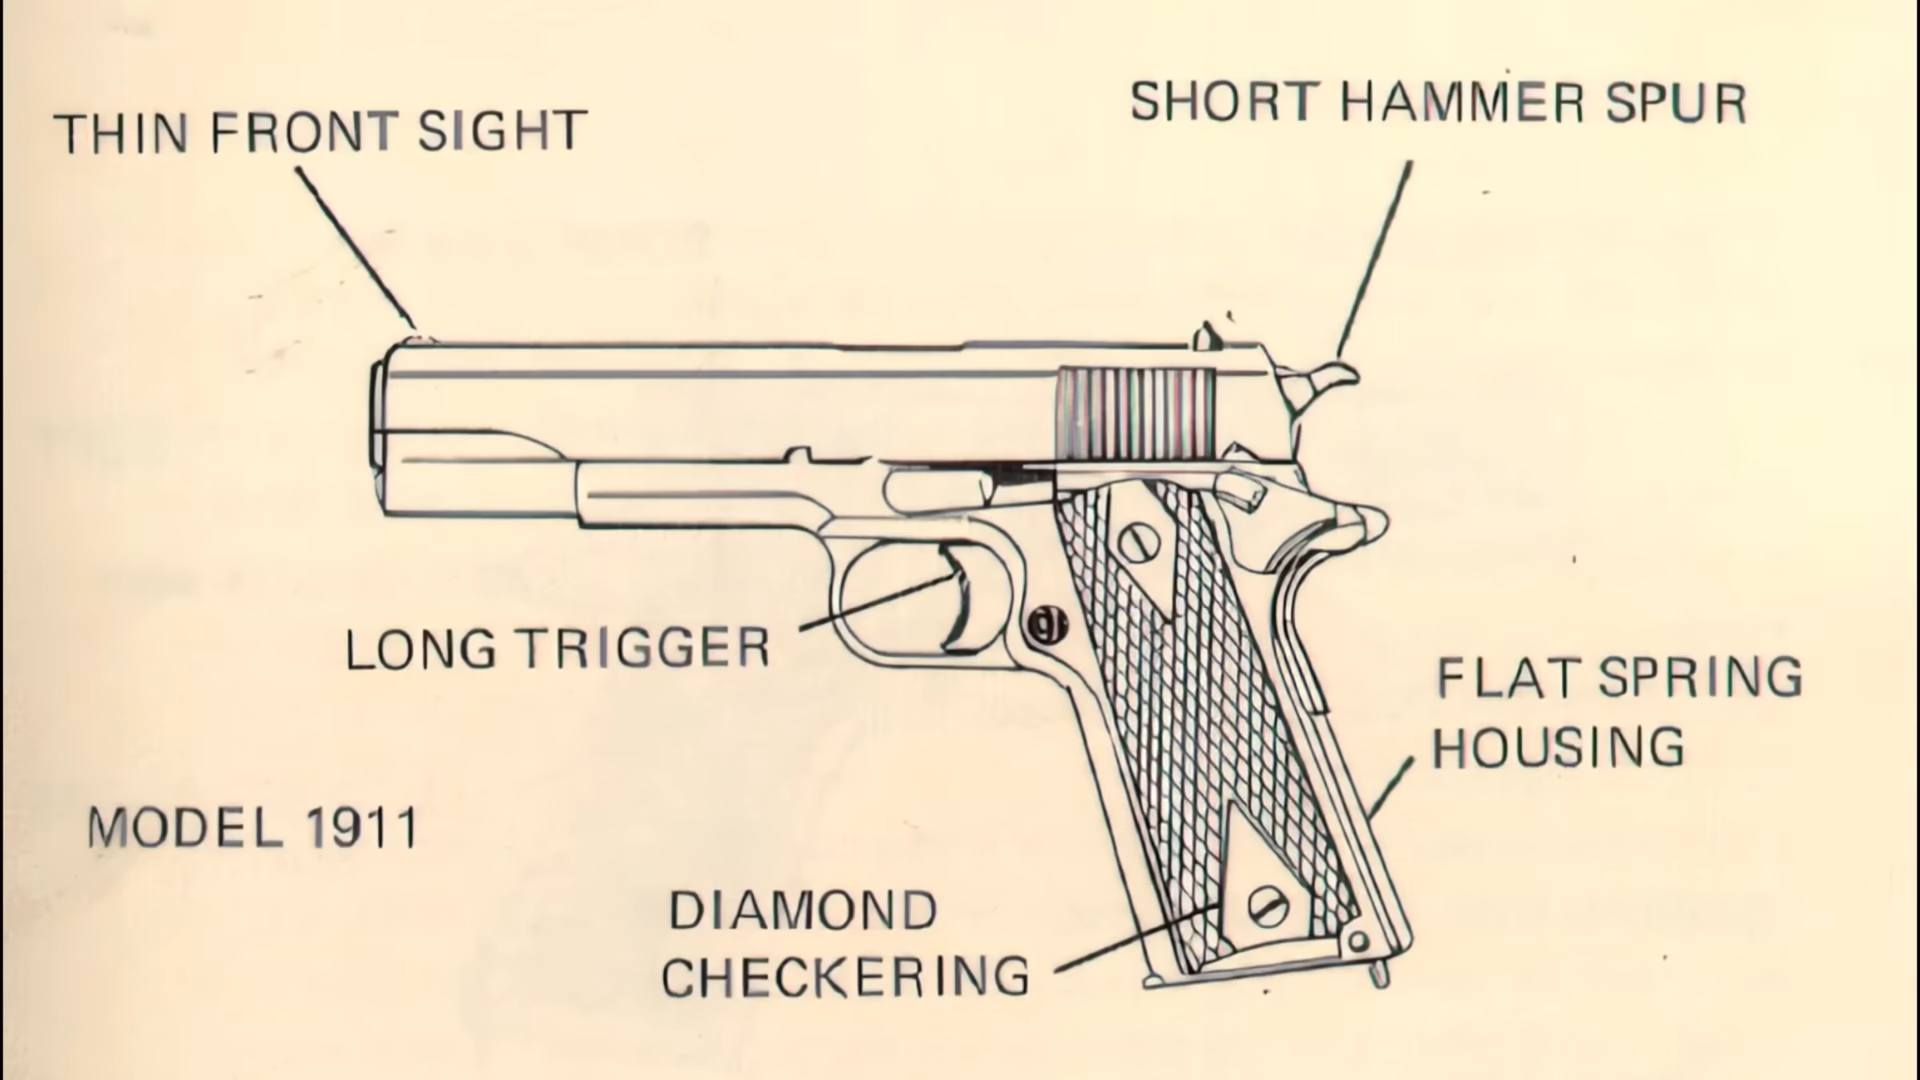 THIN FRONT SIGHT
SHORT HAMMER SPUR
LONG TRIGGER
FLAT SPRING
HOUSING
MODEL 1911
DIAMOND
CHECKERING